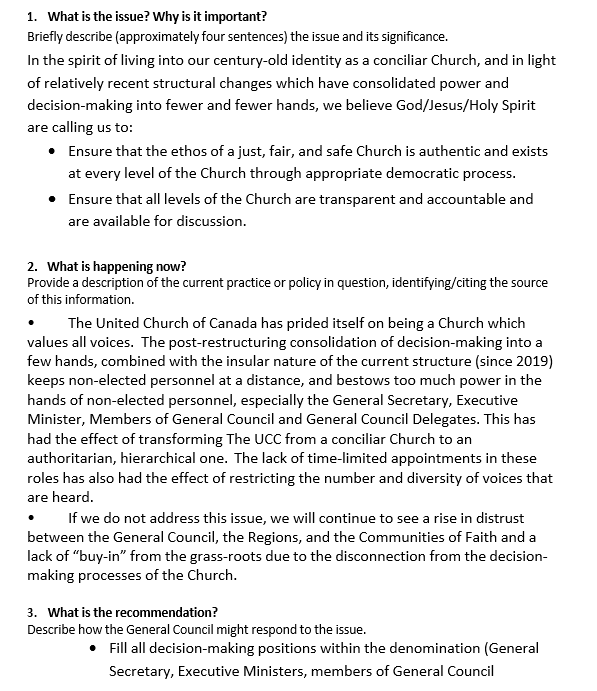 1. What is the issue? Why is it important?
Briefly describe (approximately four sentences) the issue and its significance.
In the spirit of living into our century-old identity as a conciliar Church, and in light
of relatively recent structural changes which have consolidated power and
decision-making into fewer and fewer hands, we believe God/Jesus/Holy Spirit
are calling us to:
• Ensure that the ethos of a just, fair, and safe Church is authentic and exists
at every level of the Church through appropriate democratic process.
• Ensure that all levels of the Church are transparent and accountable and
are available for discussion.
2. What is happening now?
Provide a description of the current practice or policy in question, identifying/citing the source
of this information.
• The United Church of Canada has prided itself on being a Church which
values all voices. The post-restructuring consolidation of decision-making into a
few hands, combined with the insular nature of the current structure (since 2019)
keeps non-elected personnel at a distance, and bestows too much power in the
hands of non-elected personnel, especially the General Secretary, Executive
Minister, Members of General Council and General Council Delegates. This has
had the effect of transforming The UCC from a conciliar Church to an
authoritarian, hierarchical one. The lack of time-limited appointments in these
roles has also had the effect of restricting the number and diversity of voices that
are heard.
• If we do not address this issue, we will continue to see a rise in distrust
between the General Council, the Regions, and the Communities of Faith and a
lack of “buy-in” from the grass-roots due to the disconnection from the decision-
making processes of the Church.
3. What is the recommendation?
Describe how the General Council might respond to the issue.
• Fill all decision-making positions within the denomination (General
Secretary, Executive Ministers, members of General Council